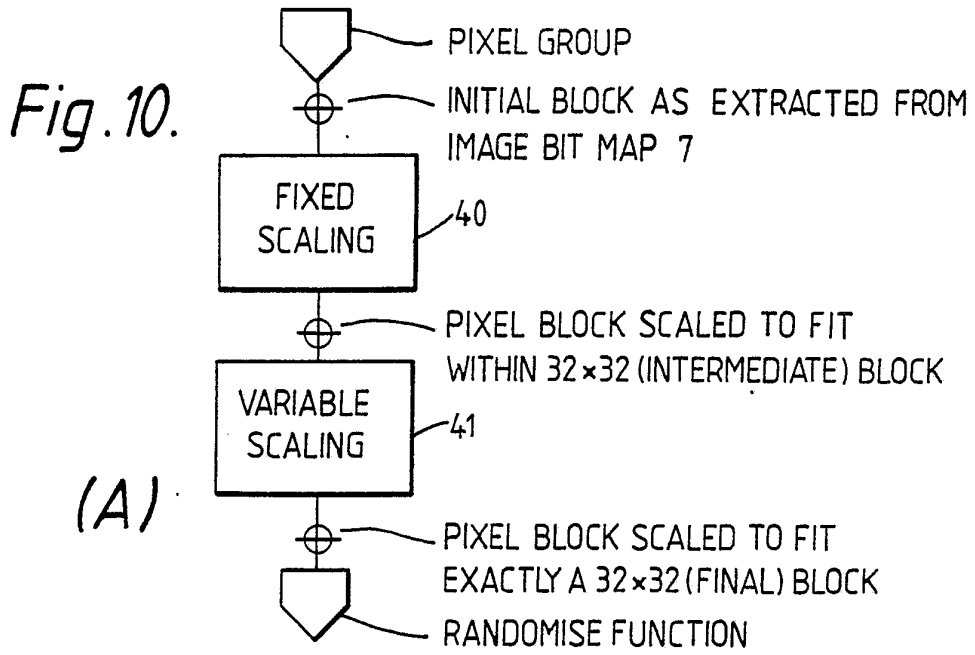 PIXEL GROUP
Fig. 10.
INITIAL BLOCK AS EXTRACTED FROM
IMAGE BIT MAP 7
FIXED
SCALING
40
PIXEL BLOCK SCALED TO FIT
WITHIN 32×32 (INTERMEDIATE) BLOCK
VARIABLE
SCALING
41
(A)
PIXEL BLOCK SCALED TO FIT
EXACTLY A 32×32 (FINAL) BLOCK
RANDOMISE FUNCTION